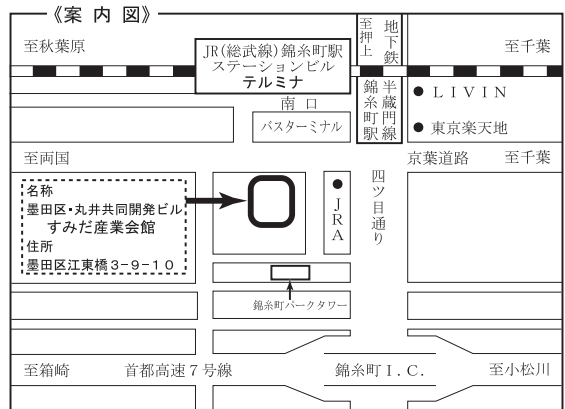 《案 内 図》
至秋葉原
JR(総武線)錦糸町駅
ステーションビル
テルミナ
至押上
地下鉄
半蔵門線
錦糸町駅
至千葉
● LIVIN
● 東京楽天地
南 口
バスターミナル
至両国
京葉道路
至千葉
名称
墨田区・丸井共同開発ビル
すみだ産業会館
住所
墨田区江東橋3-9-10
● JRA
四ツ目通り
錦糸町パークタワー
至箱崎
首都高速7号線
錦糸町I.C.
至小松川